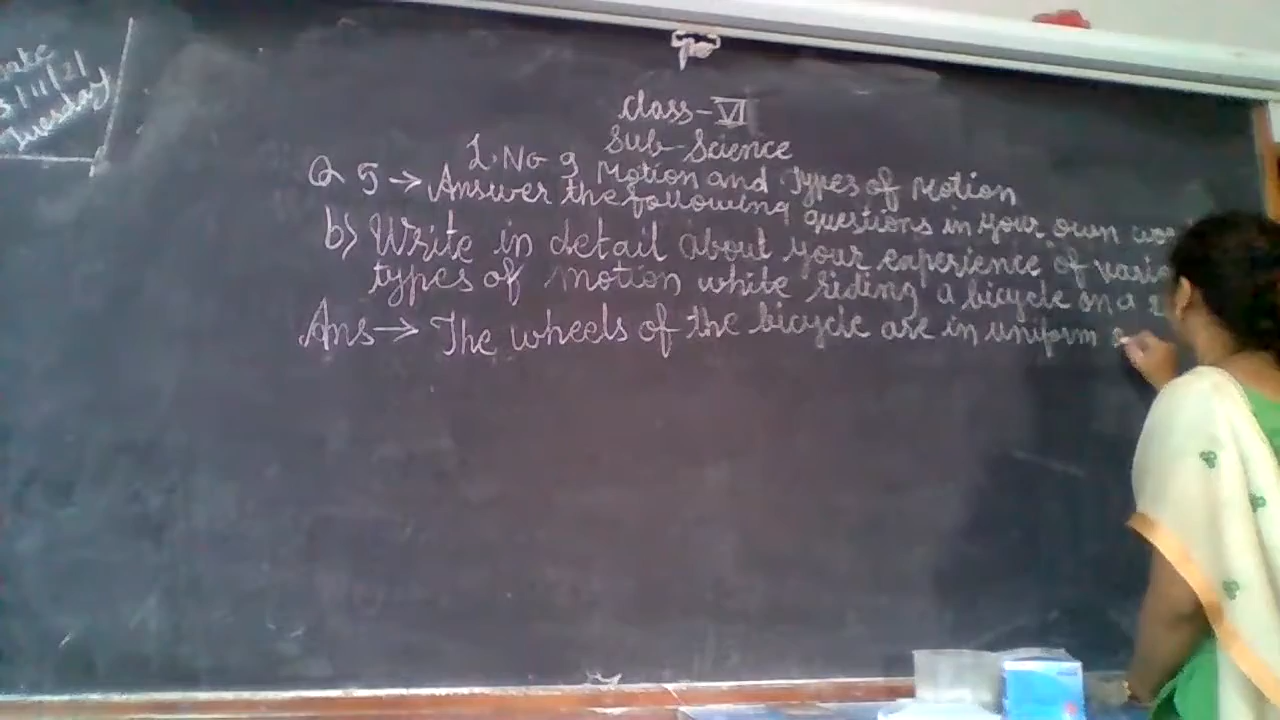 Date
/11/21
Tuesday
Class-VI
Sub-Science
L.No 9 Motion and Types of Motion
Q 5 → Answer the following questions in your own
b) Write in detail about your experience of
types of motion while riding a bicycle on a
Ans → The wheels of the bicycle are in uniform